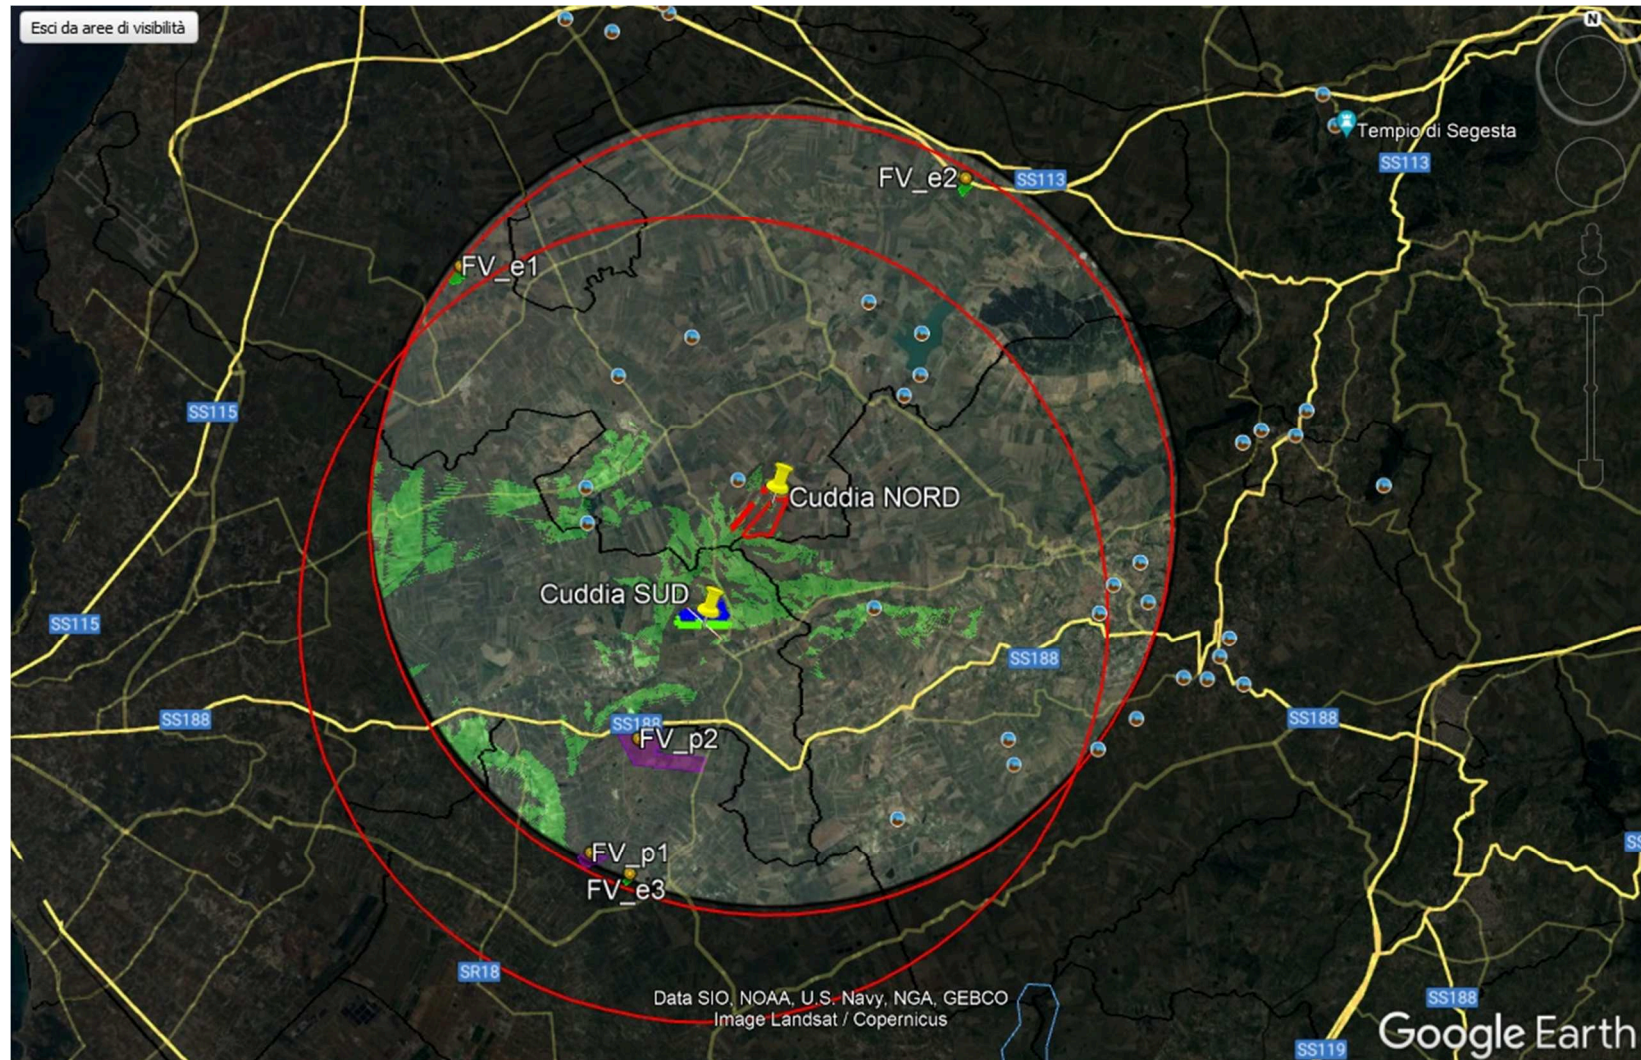 Esci da aree di visibilità
N
Tempio di Segesta
SS113
FV_e2
SS113
FV_e1
SS115
Cuddia NORD
Cuddia SUD
SS115
SS188
SS188
SS188
SS188
FV_p2
FV_p1
FV_e3
SR18
Data SIO, NOAA, U.S. Navy, NGA, GEBCO
Image Landsat / Copernicus
SS188
Google Earth
SS119